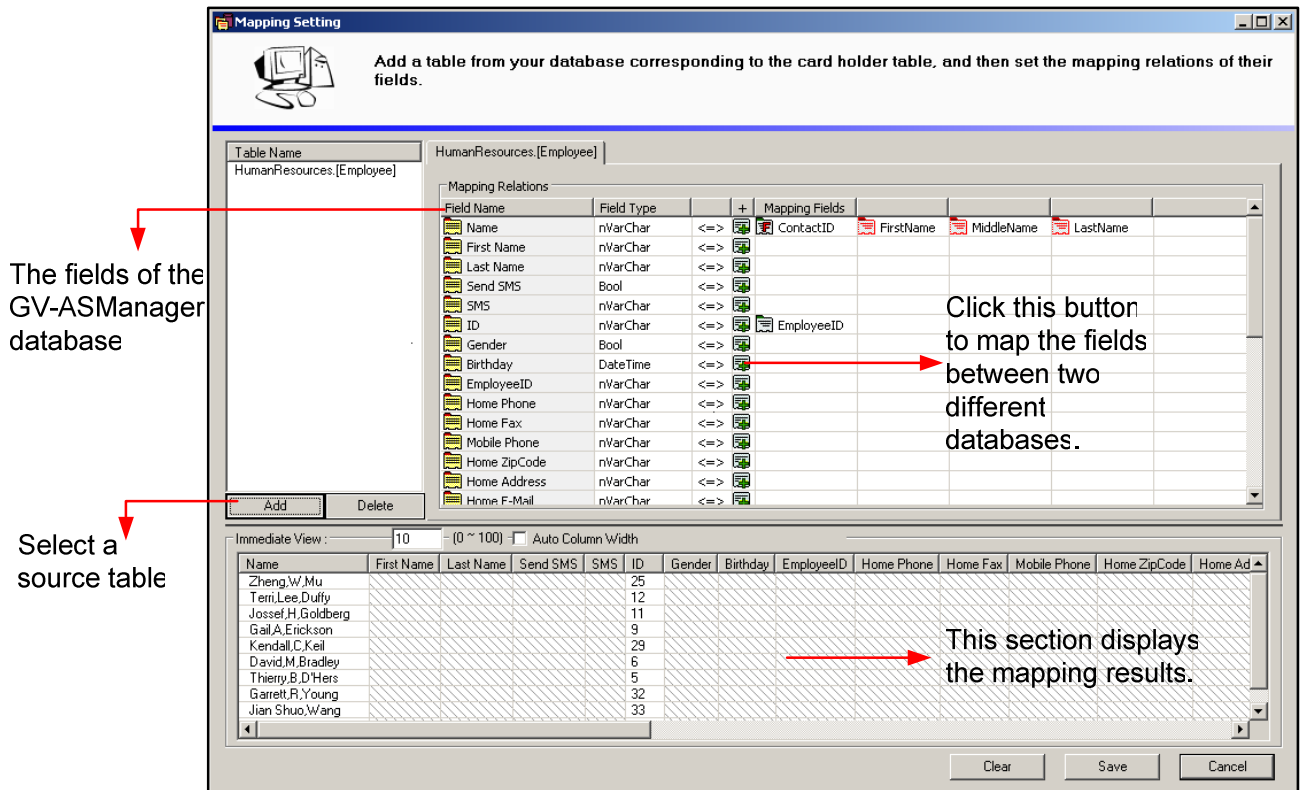 Mapping Setting
Add a table from your database corresponding to the card holder table, and then set the mapping relations of their
fields.
Table Name
HumanResources.[Employee]
HumanResources.[Employee]
Mapping Relations
Field Name Field Type + Mapping Fields
Name nVarChar <=> ContactID FirstName MiddleName LastName
First Name nVarChar <=>
Last Name nVarChar <=>
Send SMS Bool <=>
SMS nVarChar <=>
ID nVarChar <=> EmployeeID
Gender Bool <=>
Birthday DateTime <=>
EmployeeID nVarChar <=>
Home Phone nVarChar <=>
Home Fax nVarChar <=>
Mobile Phone nVarChar <=>
Home ZipCode nVarChar <=>
Home Address nVarChar <=>
Home E-Mail nVarChar <=>
The fields of the
GV-ASManager
database
Click this button
to map the fields
between two
different
databases.
Add Delete
Select a
source table
Immediate View : 10 (0 ~ 100) Auto Column Width
Name First Name Last Name Send SMS SMS ID Gender Birthday EmployeeID Home Phone Home Fax Mobile Phone Home ZipCode Home Ad
Zheng,W,Mu 25
Terri,Lee,Duffy 12
Jossef,H,Goldberg 11
Gail,A,Erickson 9
Kendall,C,Keil 29
David,M,Bradley 6
Thierry,B,D'Hers 5
Garrett,R,Young 32
Jian Shuo,Wang 33
This section displays
the mapping results.
Clear Save Cancel